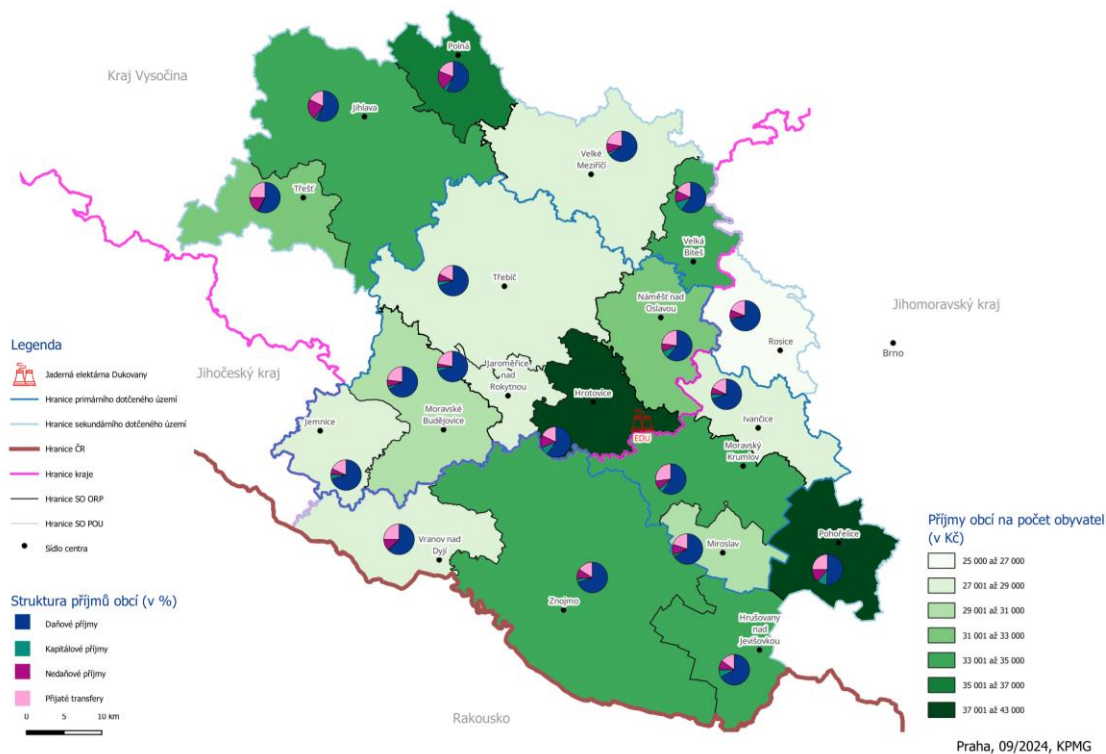 Kraj Vysočina
Polná
Jihlava
Velké
Meziříčí
Třešť
Velká
Bíteš
Třebíč
Náměšť nad
Oslavou
Jihomoravský kraj
Rosice
Brno
Legenda
Jaderná elektárna Dukovany
Hranice primárního dotčeného území
Hranice sekundárního dotčeného území
Hranice ČR
Hranice kraje
Hranice SO ORP
Hranice SO POU
Sídlo centra
Jihočeský kraj
Jaroměřice
nad
Rokytnou
Hrotovice
EDU
Ivančice
Moravské
Budějovice
Jemnice
Moravský
Krumlov
Pohořelice
Vranov nad
Dyjí
Miroslav
Znojmo
Hrušovany
nad
Jevišovkou
Rakousko
Struktura příjmů obcí (v %)
Daňové příjmy
Kapitálové příjmy
Nedaňové příjmy
Přijaté transfery
0 5 10 km
Příjmy obcí na počet obyvatel
(v Kč)
25 000 až 27 000
27 001 až 29 000
29 001 až 31 000
31 001 až 33 000
33 001 až 35 000
35 001 až 37 000
37 001 až 43 000
Praha, 09/2024, KPMG